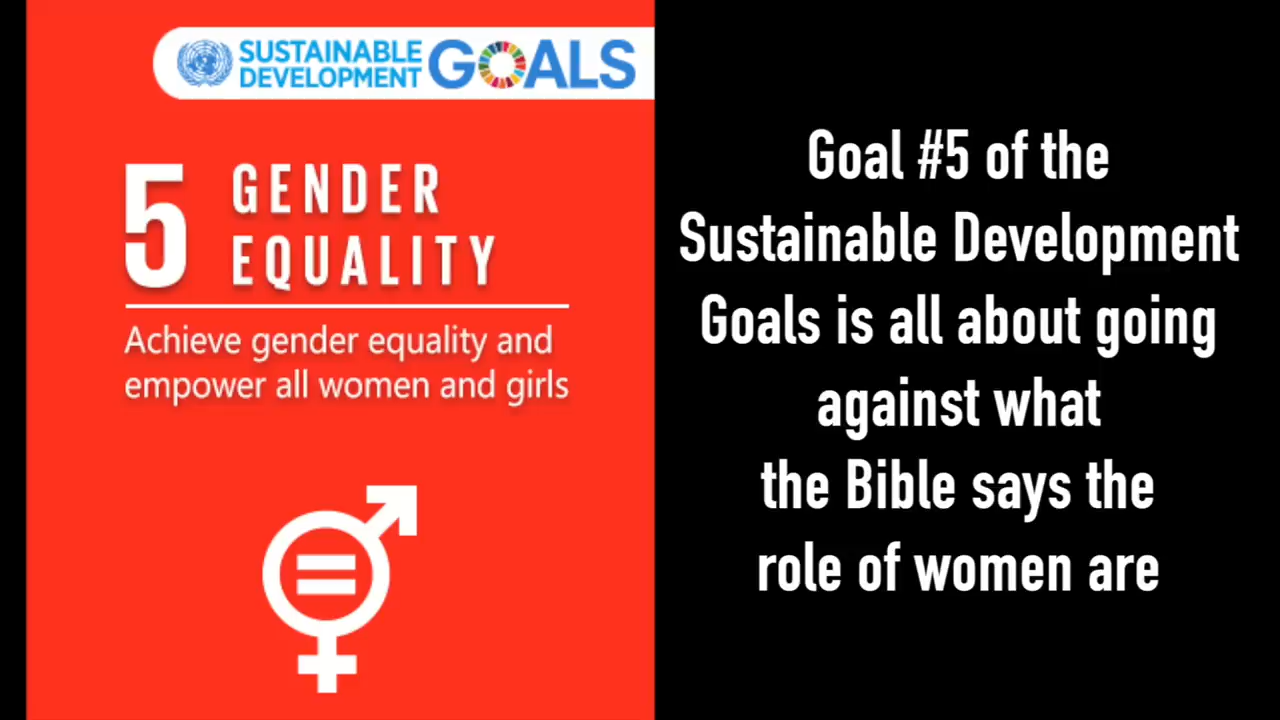 SUSTAINABLE
DEVELOPMENT
GOALS
5
GENDER
EQUALITY
Achieve gender equality and
empower all women and girls
Goal #5 of the
Sustainable Development
Goals is all about going
against what
the Bible says the
role of women are